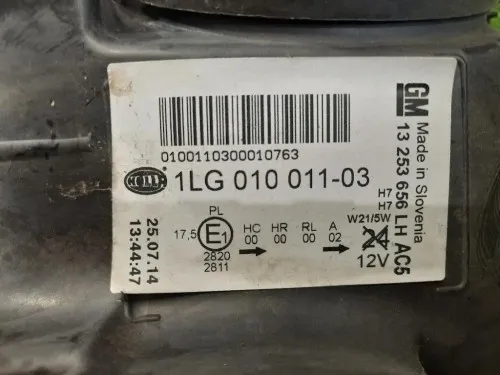 0100110300010763
HELLA
1LG 010 011-03
PL
17,5
E1
2820
2811
HC
00
HR
00
RL
00
A
02
H7
H7
W21/5W
24V
12V
25.07.14
13:44:47
GM
Made in Slovenia
13 253 656 LH AC5